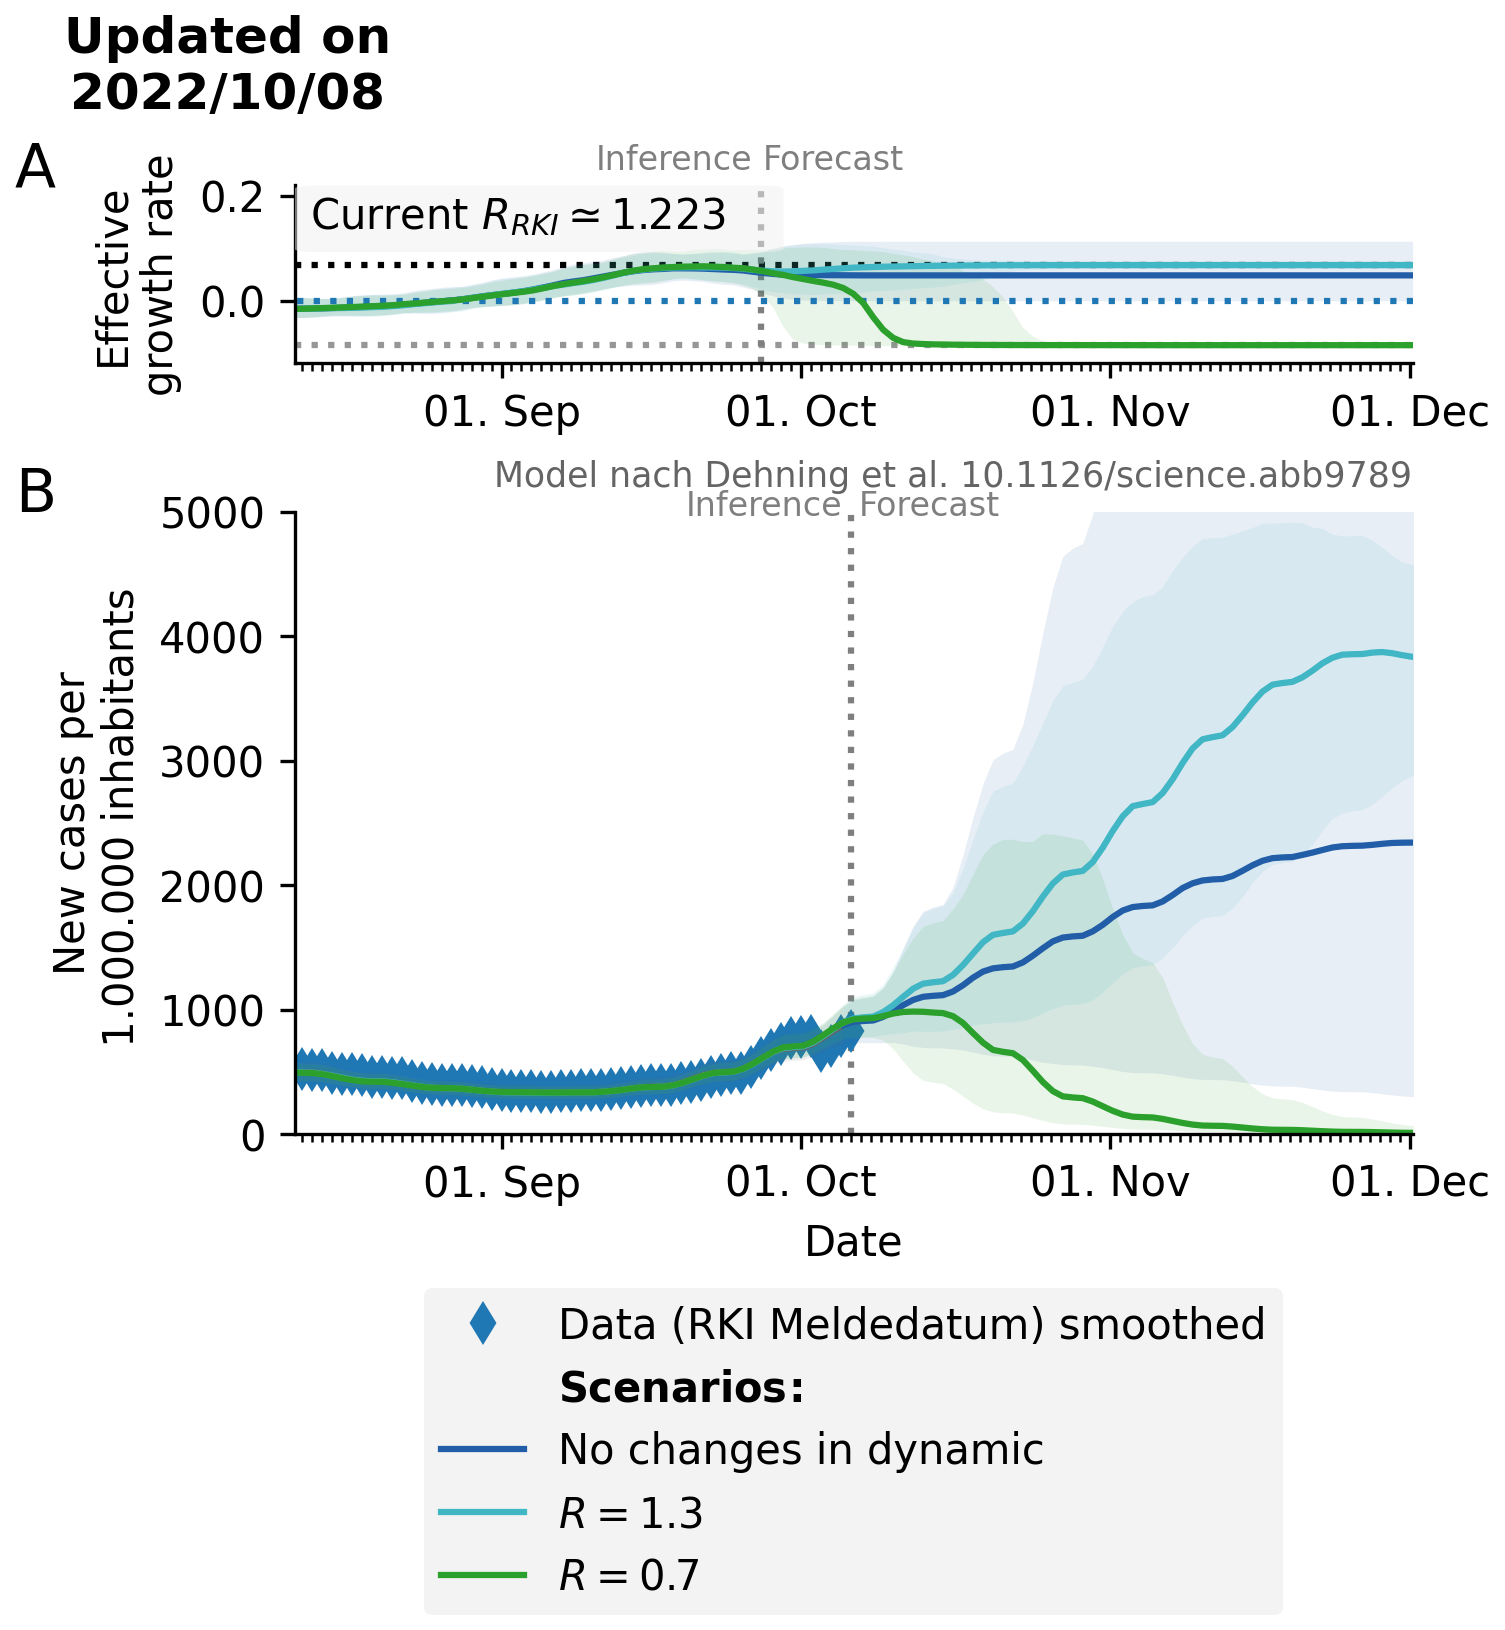 Updated on
2022/10/08
A
Inference Forecast
Effective
growth rate
0.2
0.0
Current R_RKI ≃ 1.223
01. Sep
01. Oct
01. Nov
01. Dec
B
Model nach Dehning et al. 10.1126/science.abb9789
Inference Forecast
New cases per
1.000.000 inhabitants
5000
4000
3000
2000
1000
0
01. Sep
01. Oct
01. Nov
01. Dec
Date
Data (RKI Meldedatum) smoothed
Scenarios:
No changes in dynamic
R = 1.3
R = 0.7